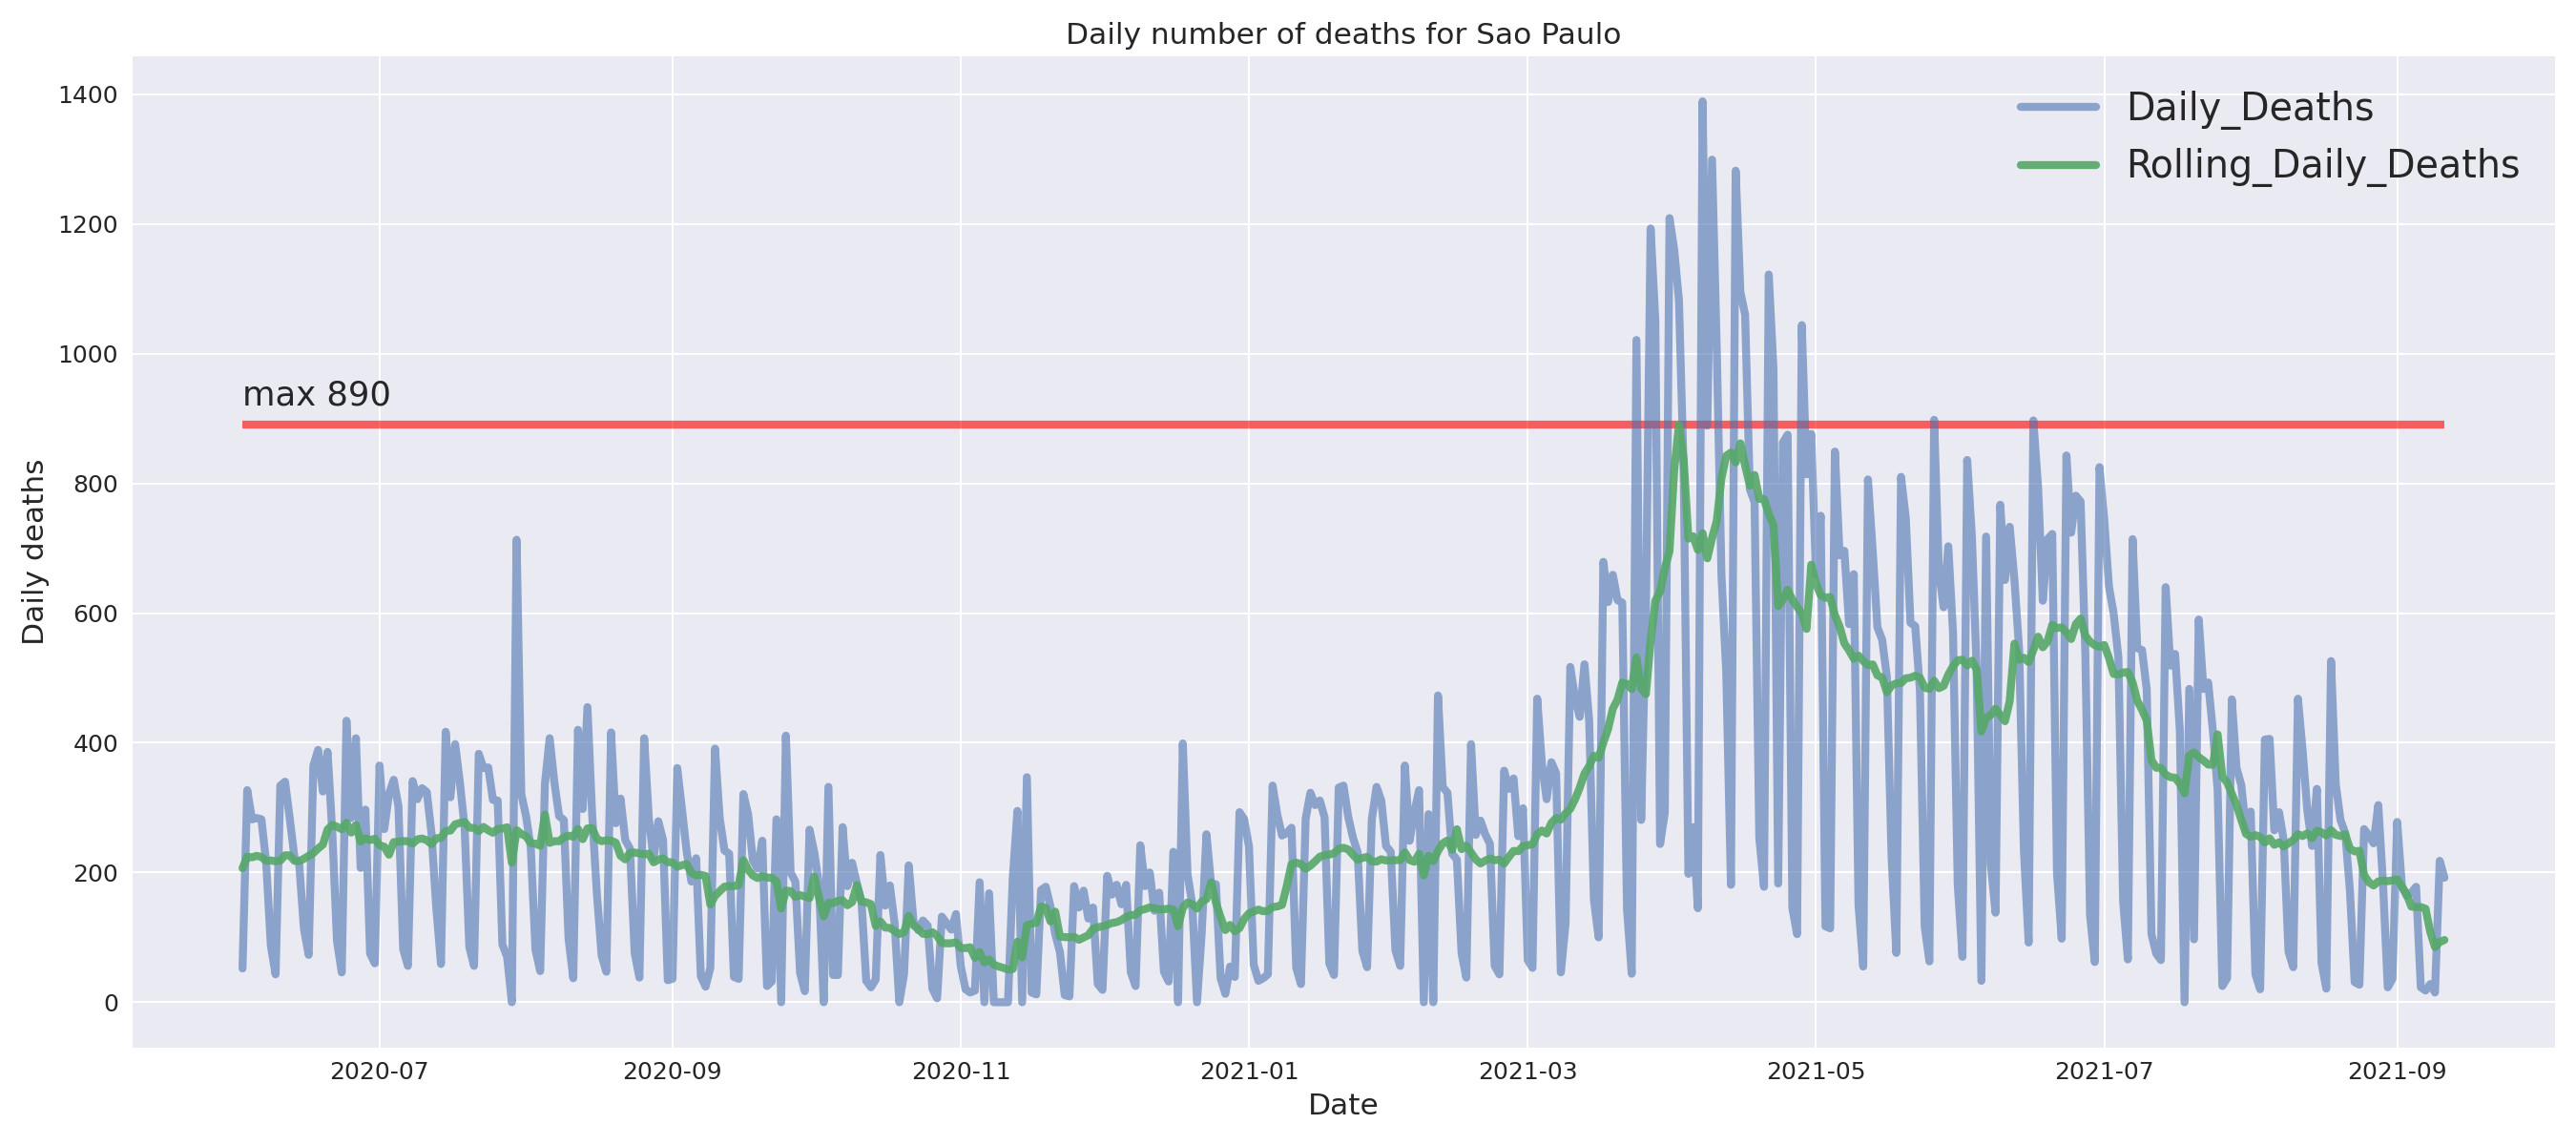 Daily number of deaths for Sao Paulo
Daily_Deaths
Rolling_Daily_Deaths
1400
1200
1000
800
600
400
200
0
max 890
Daily deaths
2020-07
2020-09
2020-11
2021-01
2021-03
2021-05
2021-07
2021-09
Date